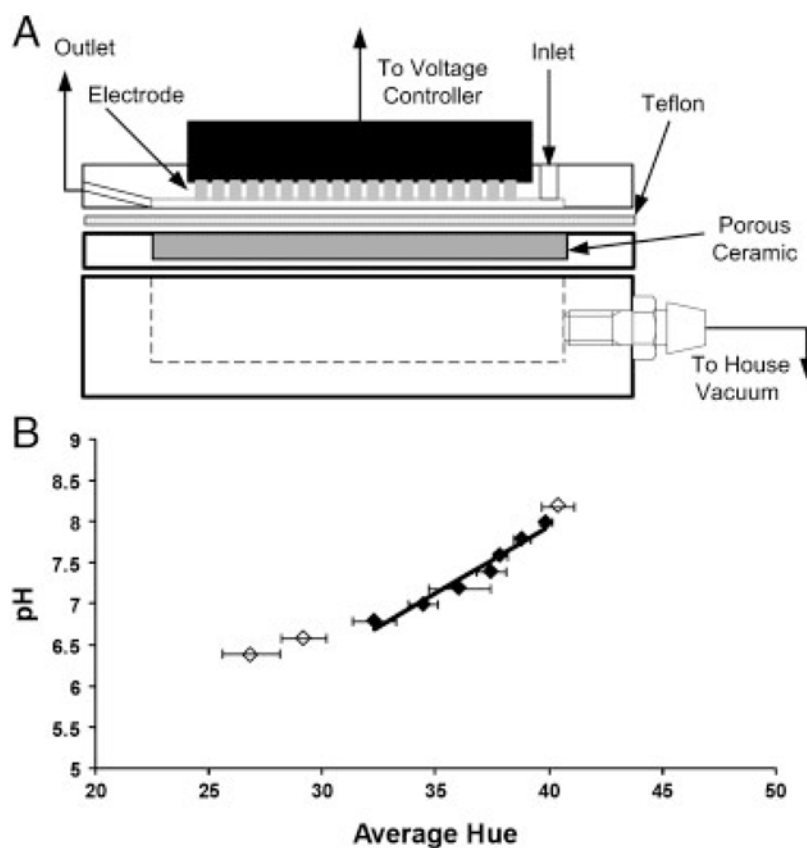 A
Outlet
Electrode
To Voltage
Controller
Inlet
Teflon
Porous
Ceramic
To House
Vacuum
B
9
8.5
8
7.5
7
6.5
6
5.5
5
pH
20 25 30 35 40 45 50
Average Hue